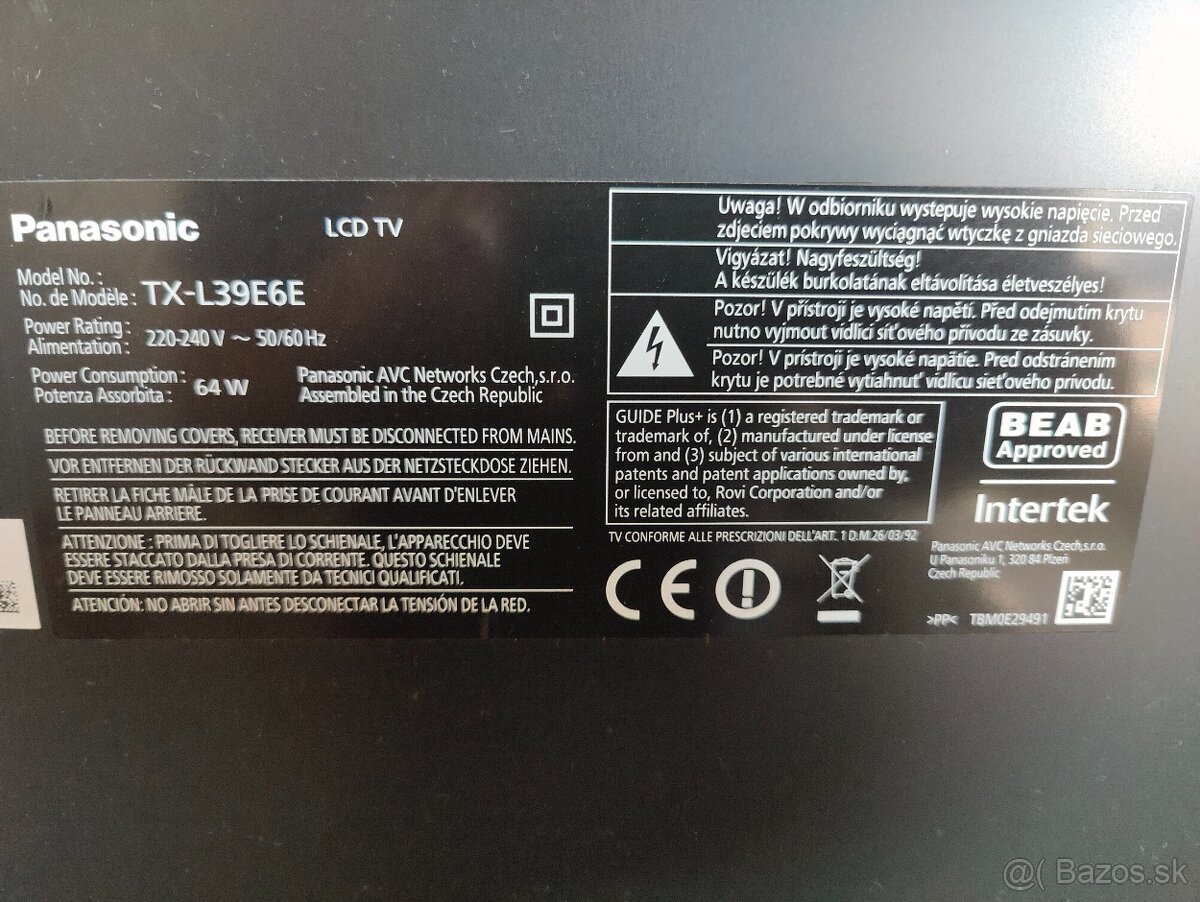 Panasonic
LCD TV
Model No. :
No. de Modèle : TX-L39E6E
Power Rating :
Alimentation : 220-240 V ~ 50/60 Hz
Power Consumption :
Potenza Assorbita : 64 W
Panasonic AVC Networks Czech,s.r.o.
Assembled in the Czech Republic
BEFORE REMOVING COVERS, RECEIVER MUST BE DISCONNECTED FROM MAINS.
VOR ENTFERNEN DER RÜCKWAND STECKER AUS DER NETZSTECKDOSE ZIEHEN.
RETIRER LA FICHE MÂLE DE LA PRISE DE COURANT AVANT D'ENLEVER
LE PANNEAU ARRIERE.
ATTENZIONE : PRIMA DI TOGLIERE LO SCHIENALE, L'APPARECCHIO DEVE
ESSERE STACCATO DALLA PRESA DI CORRENTE. QUESTO SCHIENALE
DEVE ESSERE RIMOSSO SOLAMENTE DA TECNICI QUALIFICATI.
ATENCIÓN: NO ABRIR SIN ANTES DESCONECTAR LA TENSIÓN DE LA RED.
Uwaga! W odbiorniku wystepuje wysokie napięcie. Przed
zdjeciem pokrywy wyciągnąć wtyczkę z gniazda sieciowego.
Vigyázat! Nagyfeszültség!
A készülék burkolatának eltávolítása életveszélyes!
Pozor! V přístroji je vysoké napětí. Před odejmutím krytu
nutno vyjmout vidlici síťového přívodu ze zásuvky.
Pozor! V prístroji je vysoké napätie. Pred odstránením
krytu je potrebné vytiahnuť vidlicu sieťového prívodu.
GUIDE Plus+ is (1) a registered trademark or
trademark of, (2) manufactured under license
from and (3) subject of various international
patents and patent applications owned by,
or licensed to, Rovi Corporation and/or
its related affiliates.
BEAB
Approved
Intertek
TV CONFORME ALLE PRESCRIZIONI DELL'ART. 1 D.M.26/03/92
Panasonic AVC Networks Czech,s.r.o.
U Panasoniku 1, 320 84 Plzeň
Czech Republic
CE
>PP< TBM0E29491
@( Bazos.sk